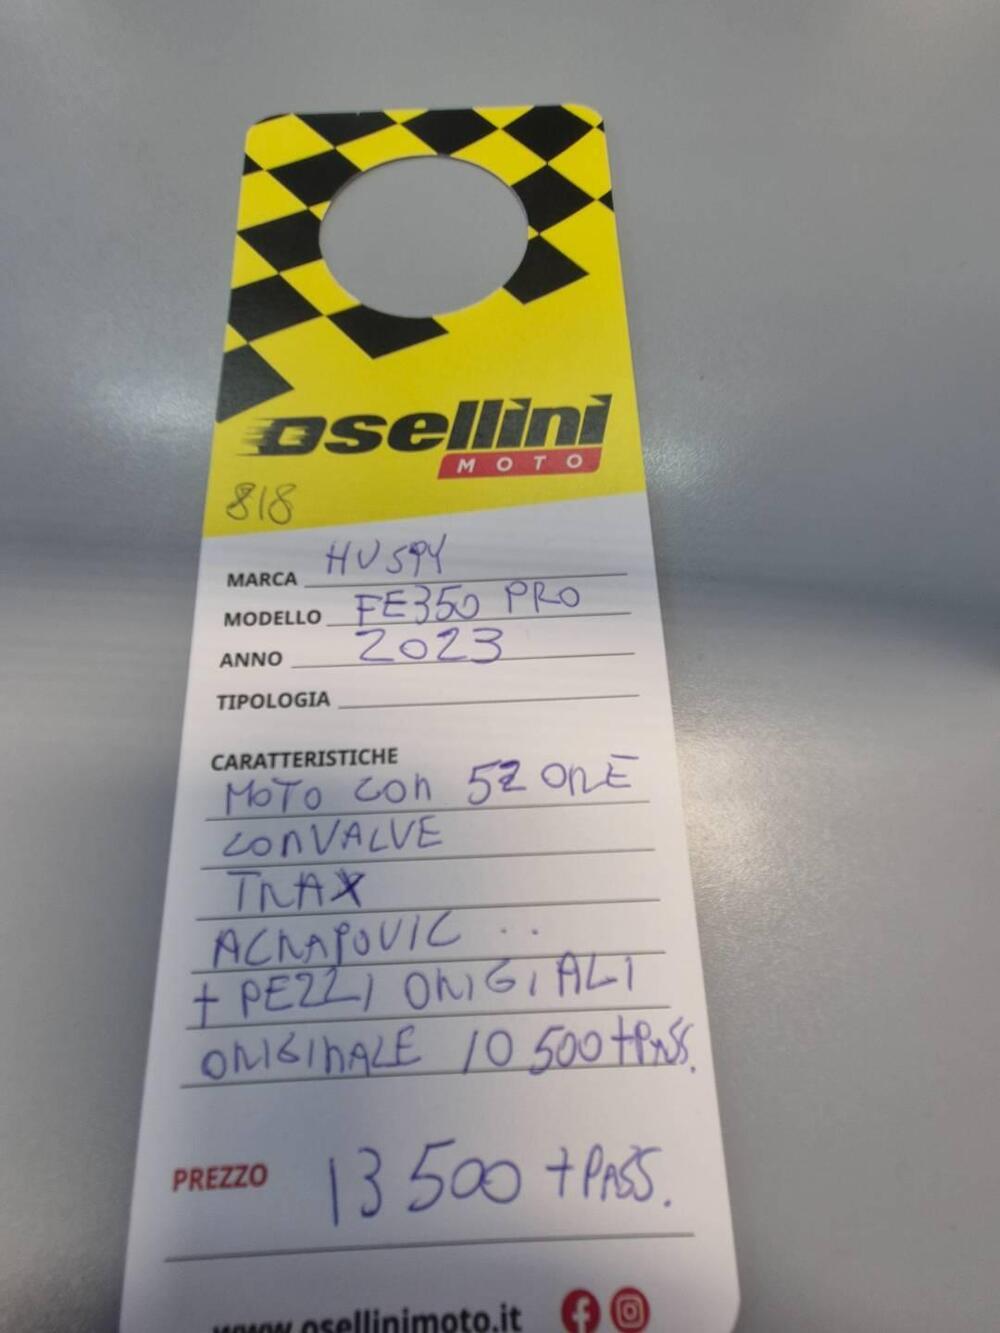 Osellini
MOTO
818
MARCA HUSQY
MODELLO FE350 PRO
ANNO 2023
TIPOLOGIA
CARATTERISTICHE
MOTO CON 52 ORE
CONVALVE
TRAX
ACRAPOVIC ..
+ PEZZI ORIGIALI
ORIGINALE 10 500 + PASS.
PREZZO 13 500 + PASS.
www.osellinimoto.it